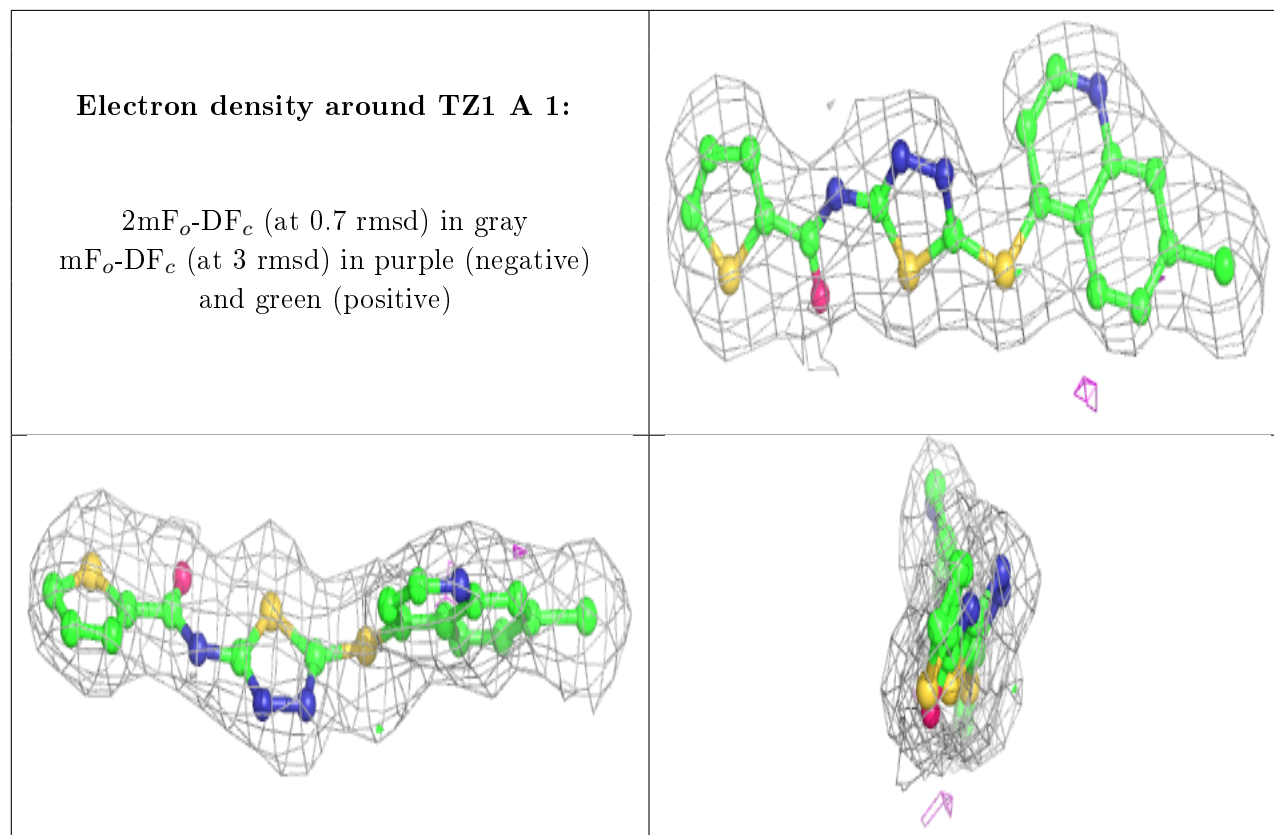 Electron density around TZ1 A 1:
2mFo-DFc (at 0.7 rmsd) in gray
mFo-DFc (at 3 rmsd) in purple (negative)
and green (positive)